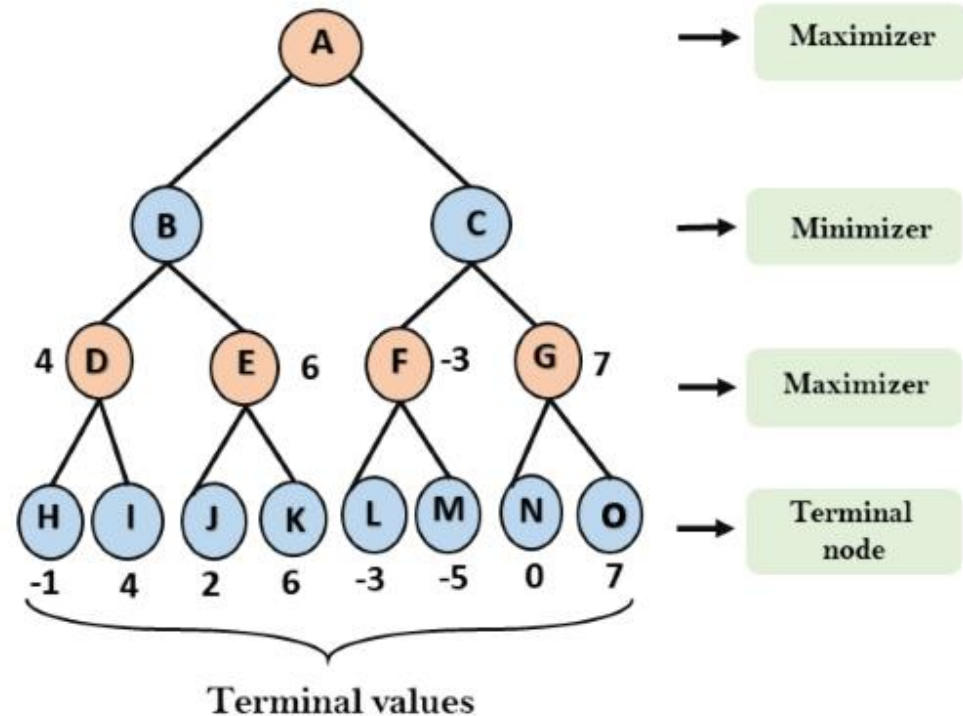 A
Maximizer
B
C
Minimizer
4
D
E
6
F
-3
G
7
Maximizer
H
I
J
K
L
M
N
O
Terminal
node
-1
4
2
6
-3
-5
0
7
Terminal values